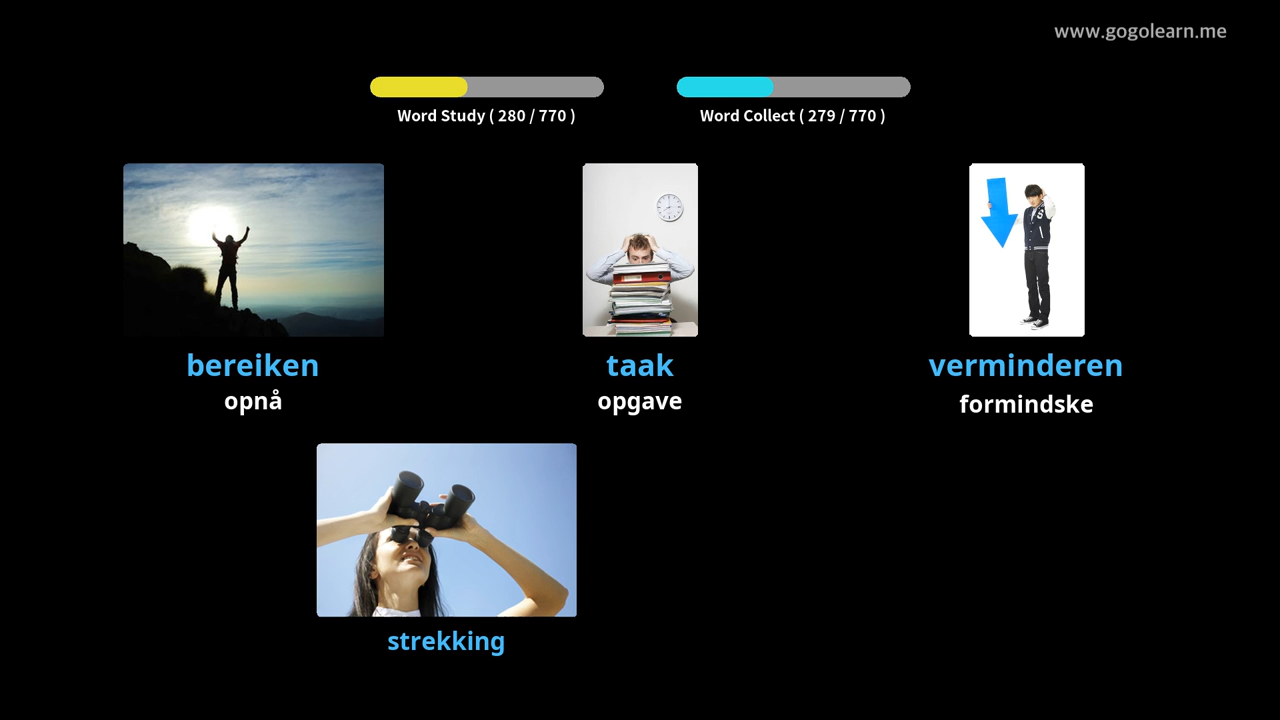 www.gogolearn.me
Word Study ( 280 / 770 )
Word Collect ( 279 / 770 )
bereiken
opnå
taak
opgave
verminderen
formindske
strekking